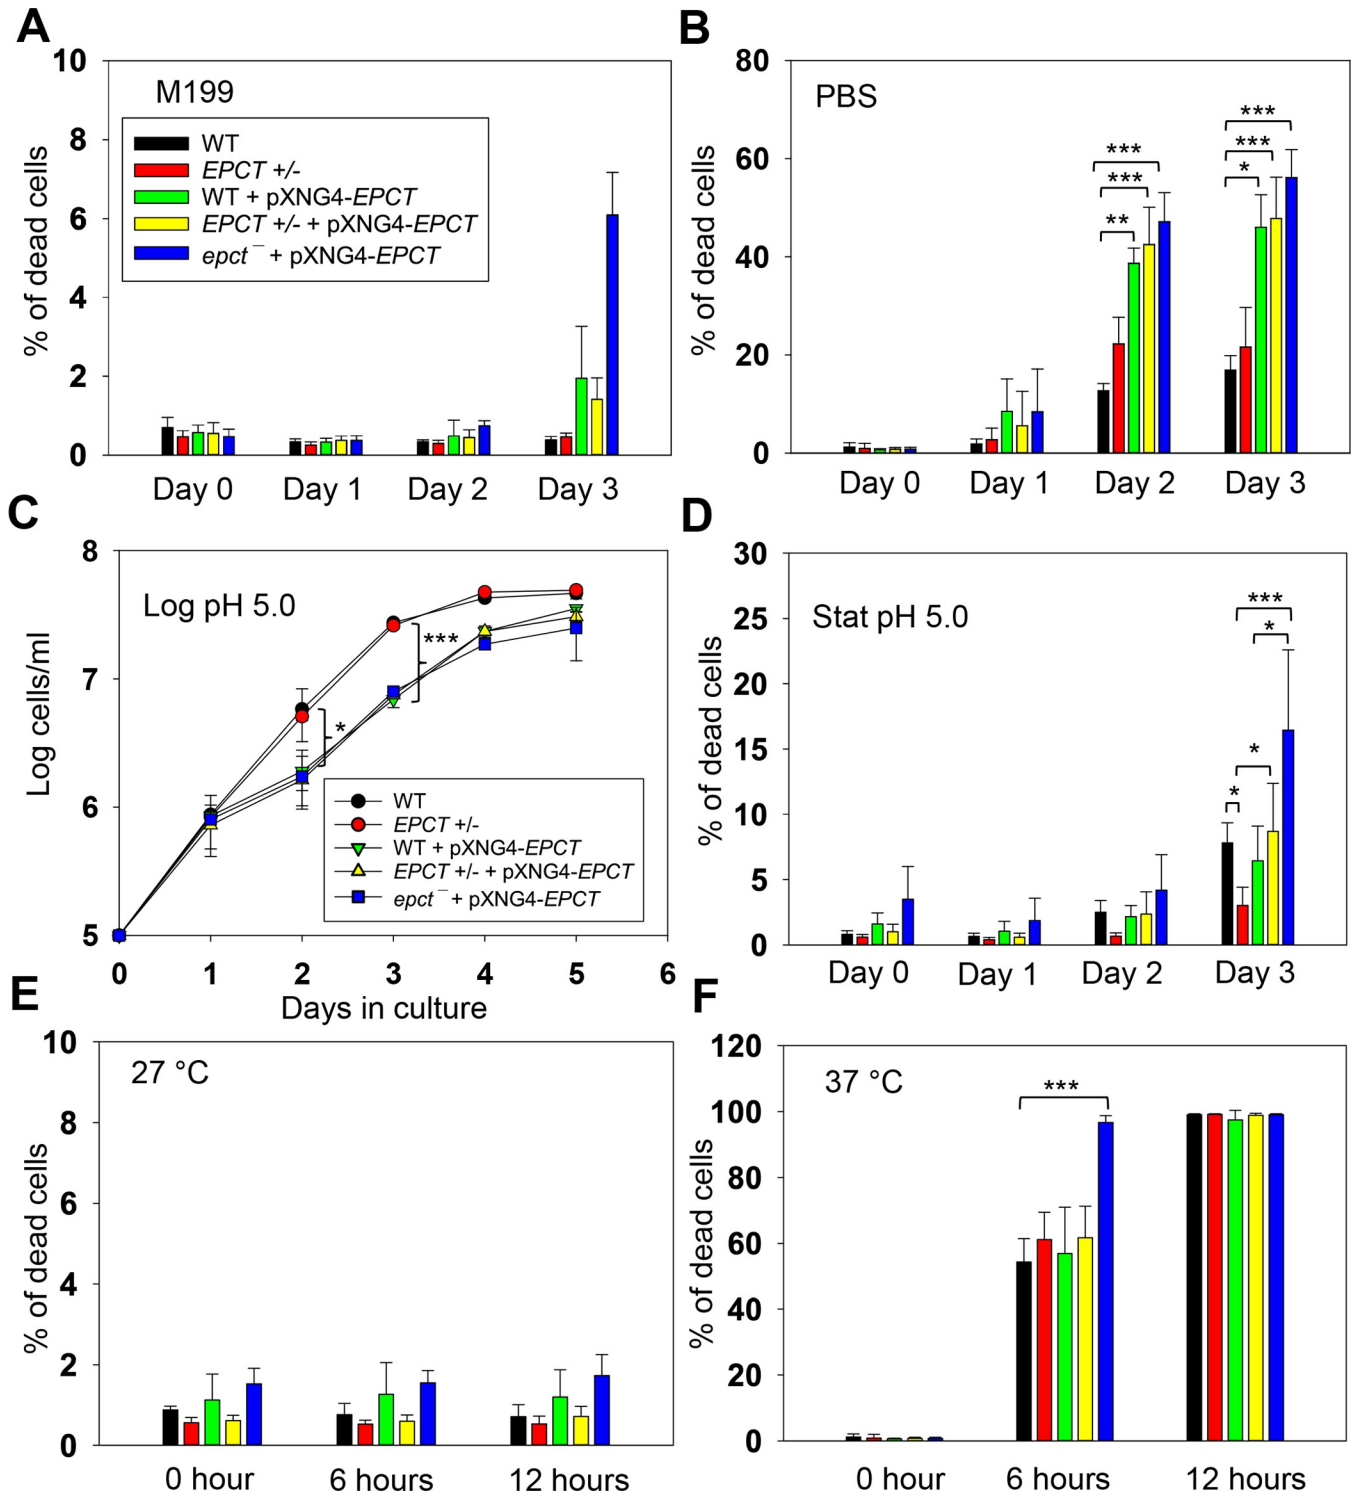 A
M199
WT
EPCT +/-
WT + pXNG4-EPCT
EPCT +/- + pXNG4-EPCT
epct¯ + pXNG4-EPCT
% of dead cells
10
8
6
4
2
0
Day 0 Day 1 Day 2 Day 3
B
PBS
% of dead cells
80
60
40
20
0
***
***
**
***
***
*
Day 0 Day 1 Day 2 Day 3
C
Log pH 5.0
Log cells/ml
8
7
6
5
***
*
WT
EPCT +/-
WT + pXNG4-EPCT
EPCT +/- + pXNG4-EPCT
epct¯ + pXNG4-EPCT
0 1 2 3 4 5 6
Days in culture
D
Stat pH 5.0
% of dead cells
30
25
20
15
10
5
0
***
*
*
*
Day 0 Day 1 Day 2 Day 3
E
27 °C
% of dead cells
10
8
6
4
2
0
0 hour 6 hours 12 hours
F
37 °C
% of dead cells
120
100
80
60
40
20
0
***
0 hour 6 hours 12 hours